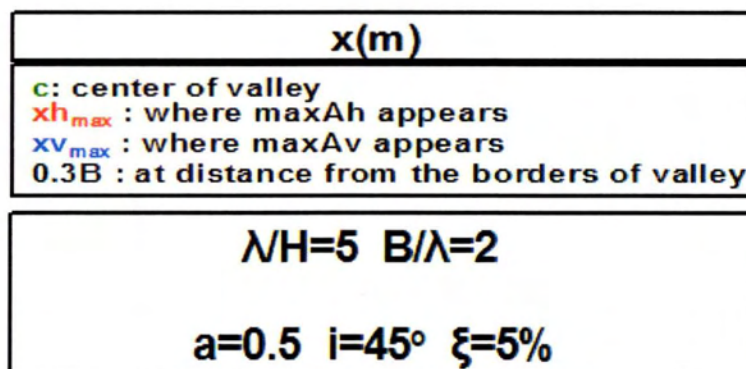 x(m)
c: center of valley
xhmax : where maxAh appears
xvmax : where maxAv appears
0.3B : at distance from the borders of valley
λ/H=5 B/λ=2
a=0.5 i=45° ξ=5%